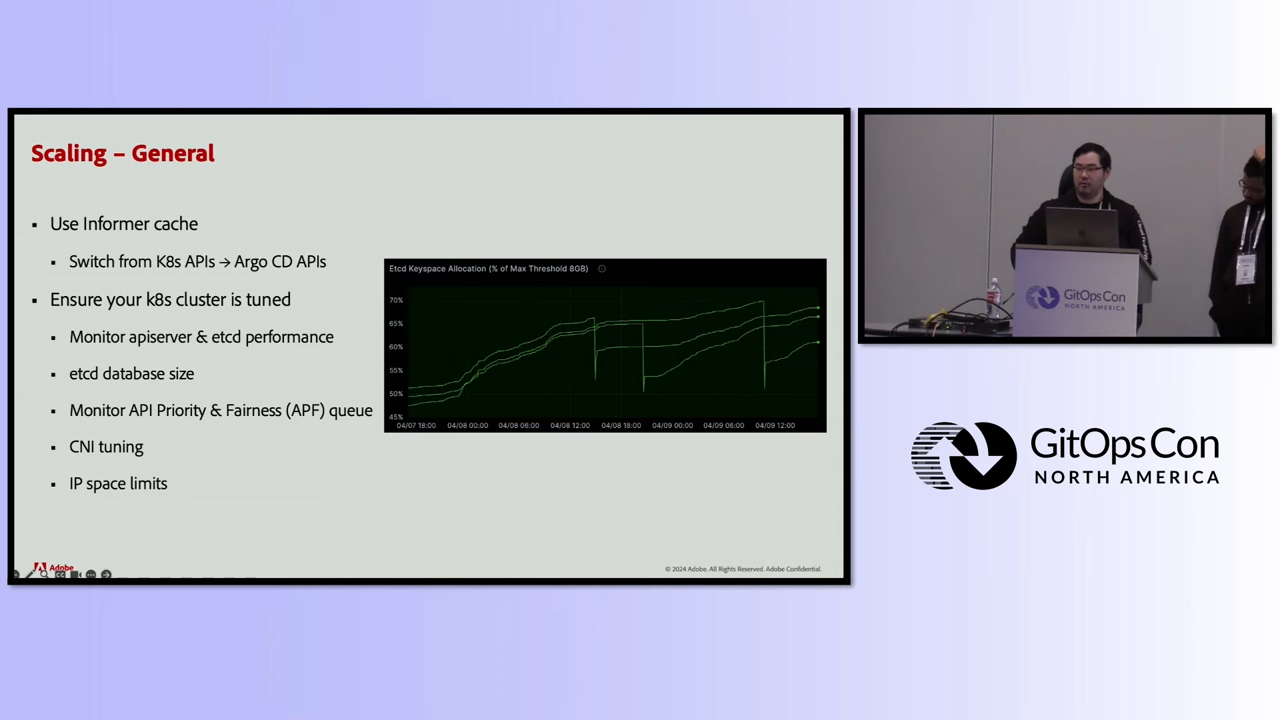 Scaling – General
▪ Use Informer cache
▪ Switch from K8s APIs → Argo CD APIs
▪ Ensure your k8s cluster is tuned
▪ Monitor apiserver & etcd performance
▪ etcd database size
▪ Monitor API Priority & Fairness (APF) queue
▪ CNI tuning
▪ IP space limits
Etcd Keyspace Allocation (% of Max Threshold 8GB)
70%
65%
60%
55%
50%
45%
04/07 18:00 04/08 00:00 04/08 06:00 04/08 12:00 04/08 18:00 04/09 00:00 04/09 06:00 04/09 12:00
Adobe
© 2024 Adobe. All Rights Reserved. Adobe Confidential.
GitOpsCon
NORTH AMERICA
GitOpsCon
NORTH AMERICA